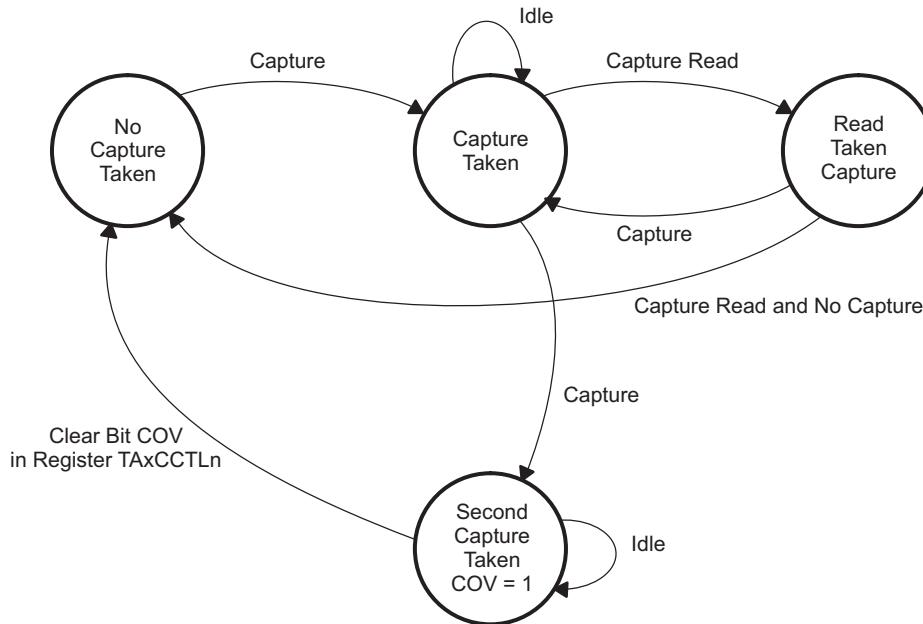 Idle
Capture
Capture Read
No
Capture
Taken
Capture
Taken
Read
Taken
Capture
Capture
Capture Read and No Capture
Capture
Clear Bit COV
in Register TAxCCTLn
Second
Capture
Taken
COV = 1
Idle